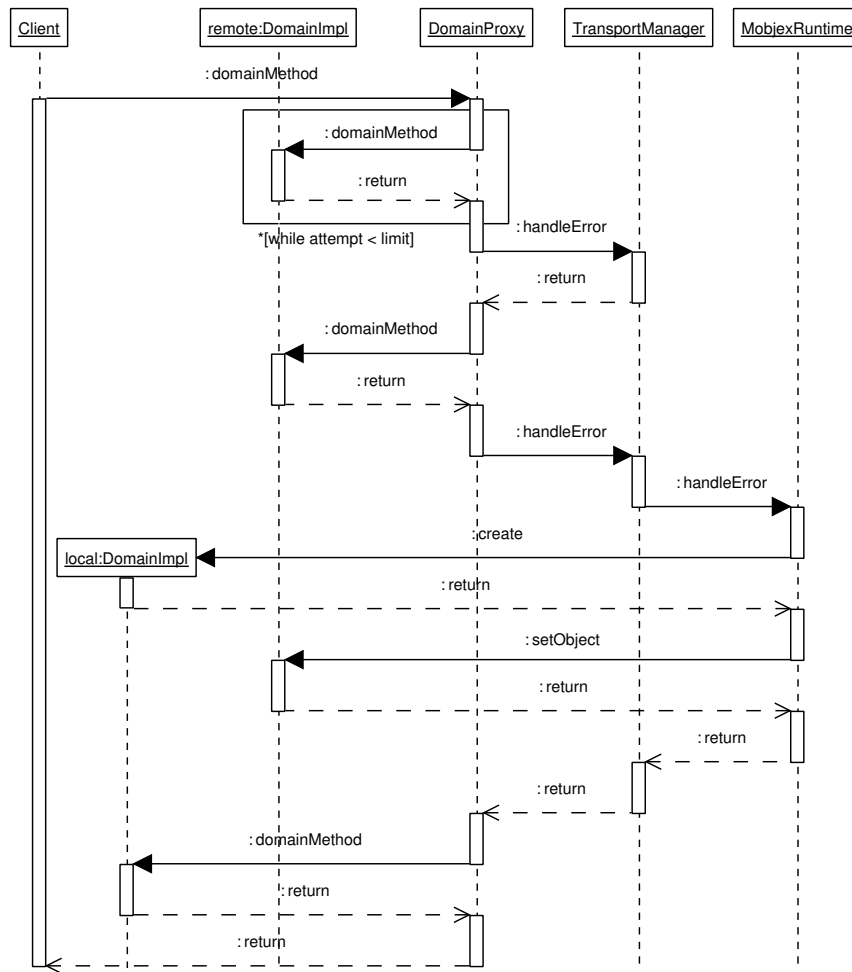 Client
remote:DomainImpl
DomainProxy
TransportManager
MobjexRuntime
: domainMethod
: domainMethod
: return
*[while attempt < limit]
: handleError
: return
: domainMethod
: return
: handleError
: handleError
: create
local:DomainImpl
: return
: setObject
: return
: return
: return
: domainMethod
: return
: return